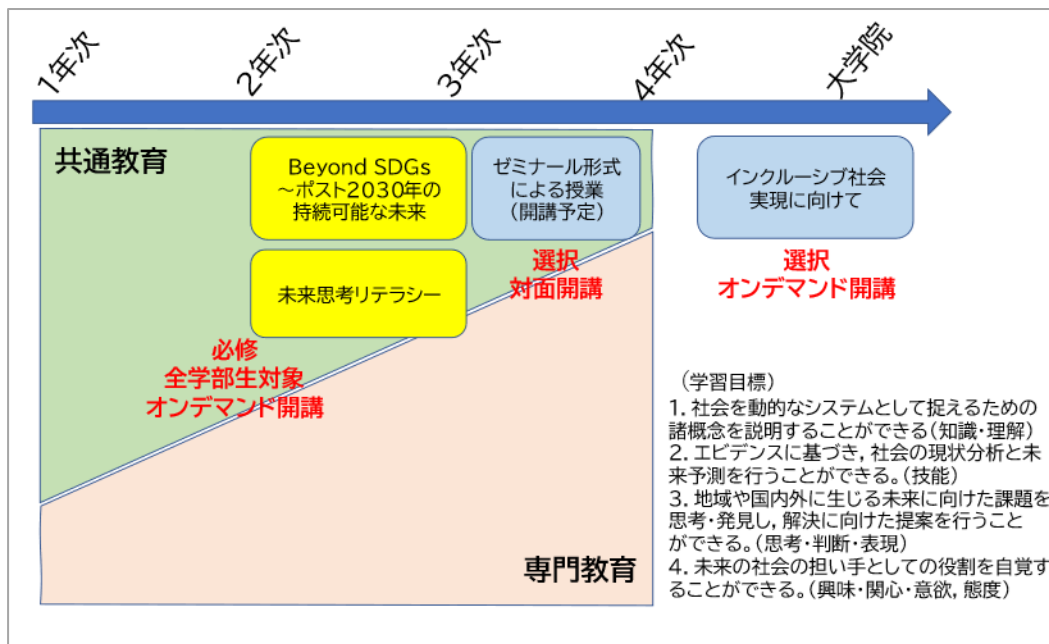 1年次
2年次
3年次
4年次
大学院
共通教育
Beyond SDGs
～ポスト2030年の
持続可能な未来
ゼミナール形式
による授業
（開講予定）
インクルーシブ社会
実現に向けて
選択
対面開講
選択
オンデマンド開講
未来思考リテラシー
必修
全学部生対象
オンデマンド開講
専門教育
（学習目標）
1. 社会を動的なシステムとして捉えるための
諸概念を説明することができる（知識・理解）
2. エビデンスに基づき，社会の現状分析と未
来予測を行うことができる。（技能）
3. 地域や国内外に生じる未来に向けた課題を
思考・発見し，解決に向けた提案を行うこと
ができる。（思考・判断・表現）
4. 未来の社会の担い手としての役割を自覚す
ることができる。（興味・関心・意欲，態度）